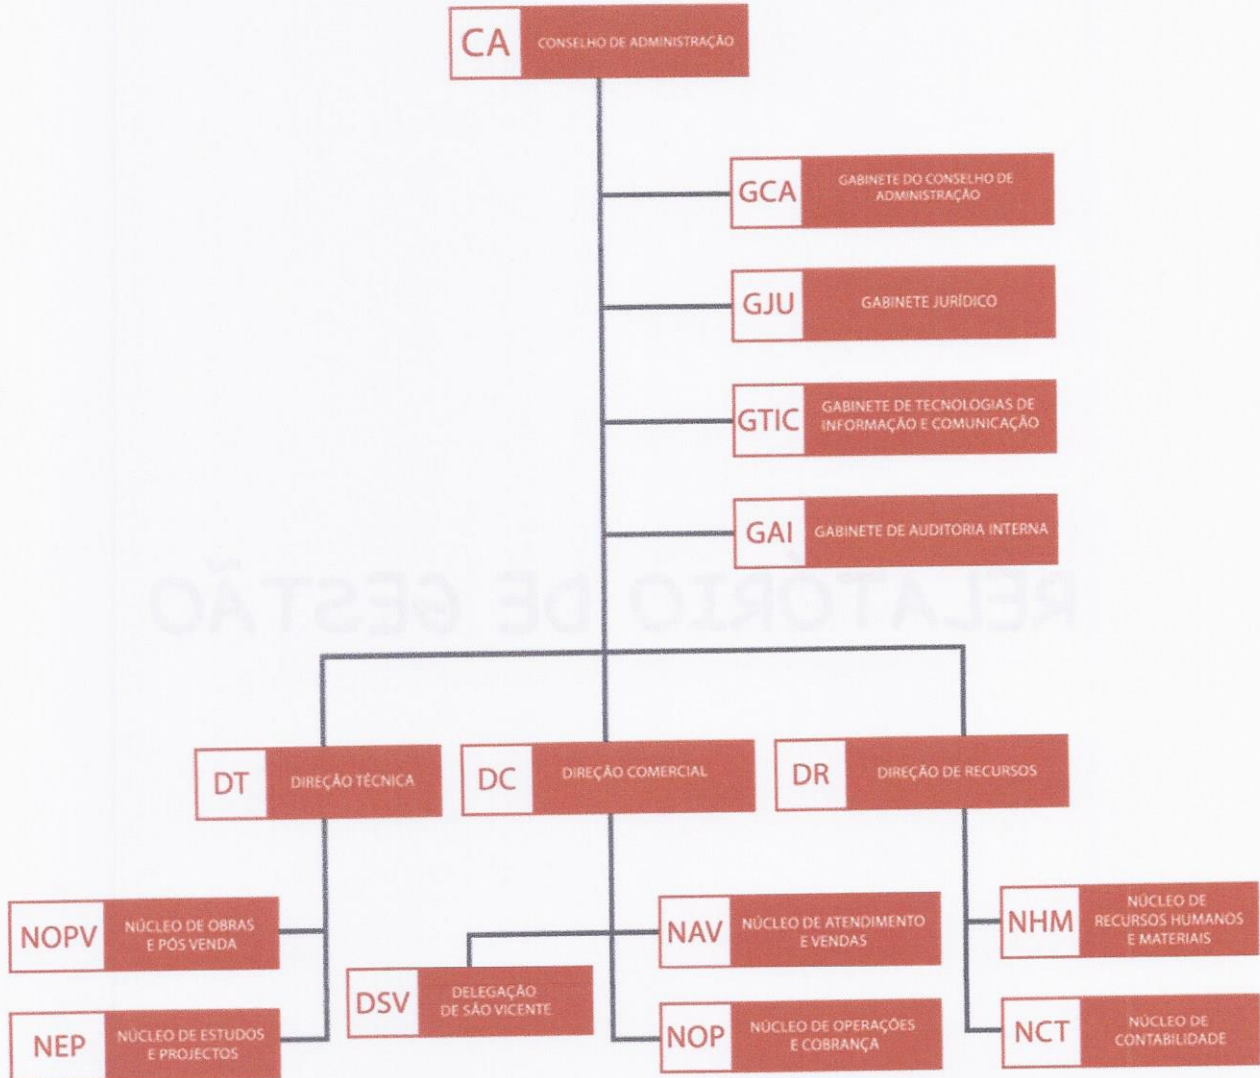 CA
CONSELHO DE ADMINISTRAÇÃO
GCA
GABINETE DO CONSELHO DE
ADMINISTRAÇÃO
GJU
GABINETE JURÍDICO
GTIC
GABINETE DE TECNOLOGIAS DE
INFORMAÇÃO E COMUNICAÇÃO
GAI
GABINETE DE AUDITORIA INTERNA
RELATÓRIO DE GESTÃO
DT
DIREÇÃO TÉCNICA
DC
DIREÇÃO COMERCIAL
DR
DIREÇÃO DE RECURSOS
NOPV
NÚCLEO DE OBRAS
E PÓS VENDA
NAV
NÚCLEO DE ATENDIMENTO
E VENDAS
NHM
NÚCLEO DE
RECURSOS HUMANOS
E MATERIAIS
DSV
DELEGAÇÃO
DE SÃO VICENTE
NEP
NÚCLEO DE ESTUDOS
E PROJECTOS
NOP
NÚCLEO DE OPERAÇÕES
E COBRANÇA
NCT
NÚCLEO DE
CONTABILIDADE